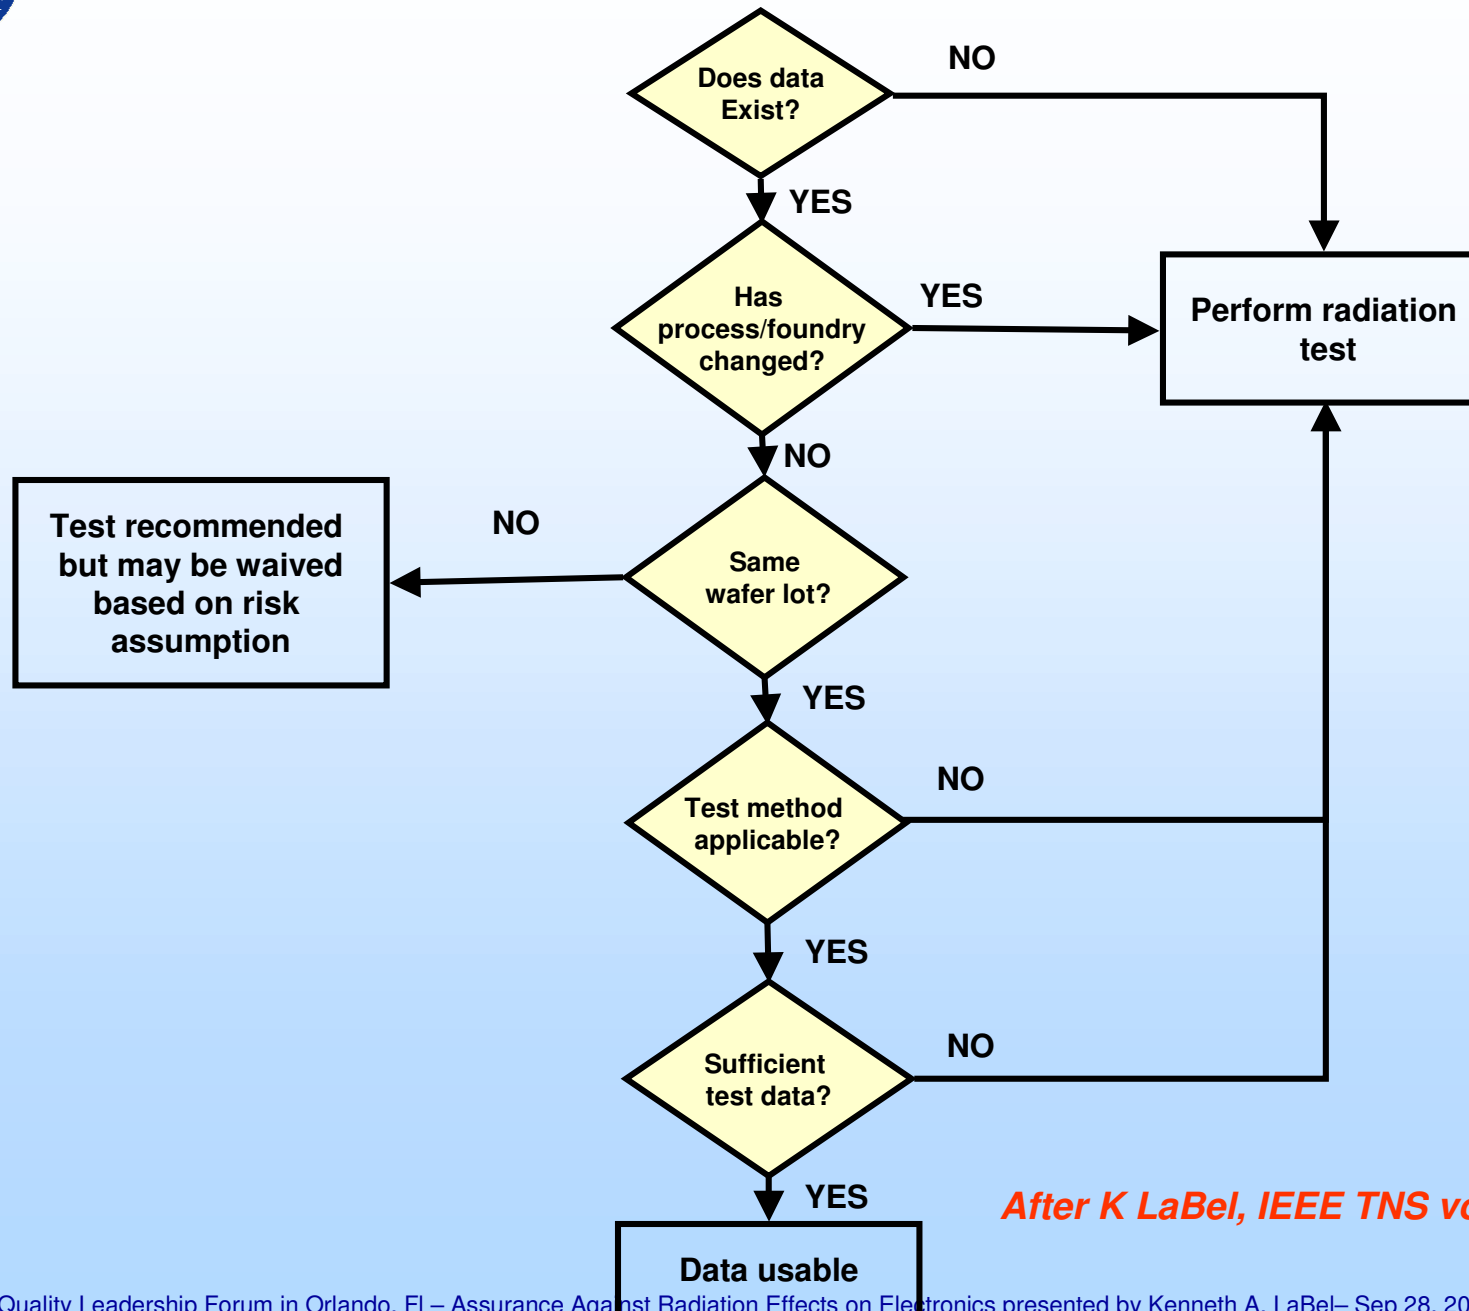 Does data
Exist?
NO
YES
Has
process/foundry
changed?
YES
Perform radiation
test
NO
Test recommended
but may be waived
based on risk
assumption
NO
Same
wafer lot?
YES
Test method
applicable?
NO
YES
Sufficient
test data?
NO
YES
After K LaBel, IEEE TNS vo
Data usable
Quality Leadership Forum in Orlando, Fl – Assurance Against Radiation Effects on Electronics presented by Kenneth A. LaBel– Sep 28, 20